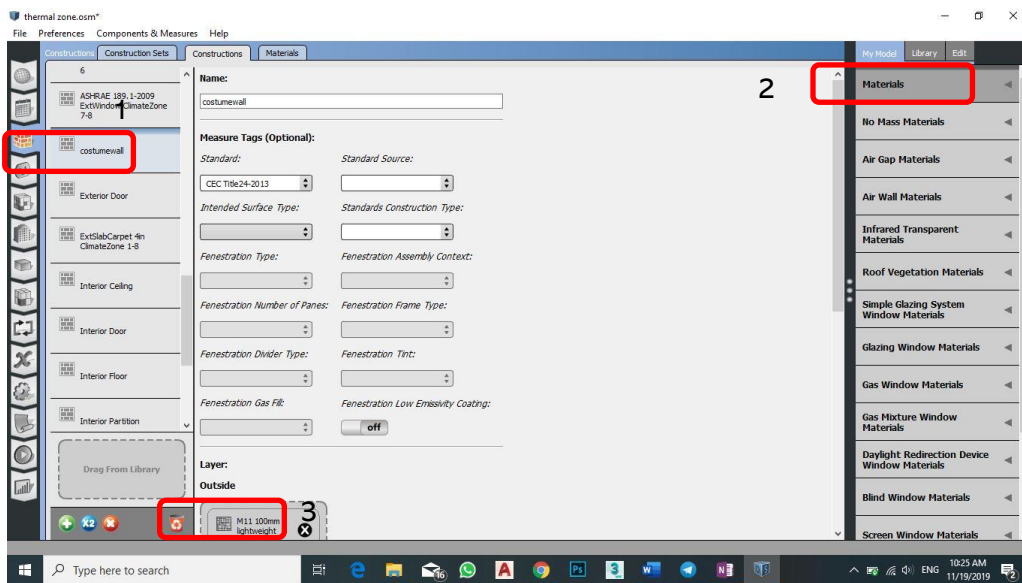 thermal zone.osm*
File Preferences Components & Measures Help
Constructions
Construction Sets
Constructions
Materials
My Model
Library
Edit
6
ASHRAE 189.1-2009
ExtWindow ClimateZone
7-8
1
costumewall
Exterior Door
ExtSlabCarpet 4in
ClimateZone 1-8
Interior Ceiling
Interior Door
Interior Floor
Interior Partition
Drag From Library
X2
Name:
costumewall
Measure Tags (Optional):
Standard:
Standard Source:
CEC Title24-2013
Intended Surface Type:
Standards Construction Type:
Fenestration Type:
Fenestration Assembly Context:
Fenestration Number of Panes:
Fenestration Frame Type:
Fenestration Divider Type:
Fenestration Tint:
Fenestration Gas Fill:
Fenestration Low Emissivity Coating:
off
Layer:
Outside
M11 100mm
lightweight
3
2
Materials
No Mass Materials
Air Gap Materials
Air Wall Materials
Infrared Transparent
Materials
Roof Vegetation Materials
Simple Glazing System
Window Materials
Glazing Window Materials
Gas Window Materials
Gas Mixture Window
Materials
Daylight Redirection Device
Window Materials
Blind Window Materials
Screen Window Materials
Type here to search
16
A
Ps
3
W
N
ENG
10:25 AM
11/19/2019